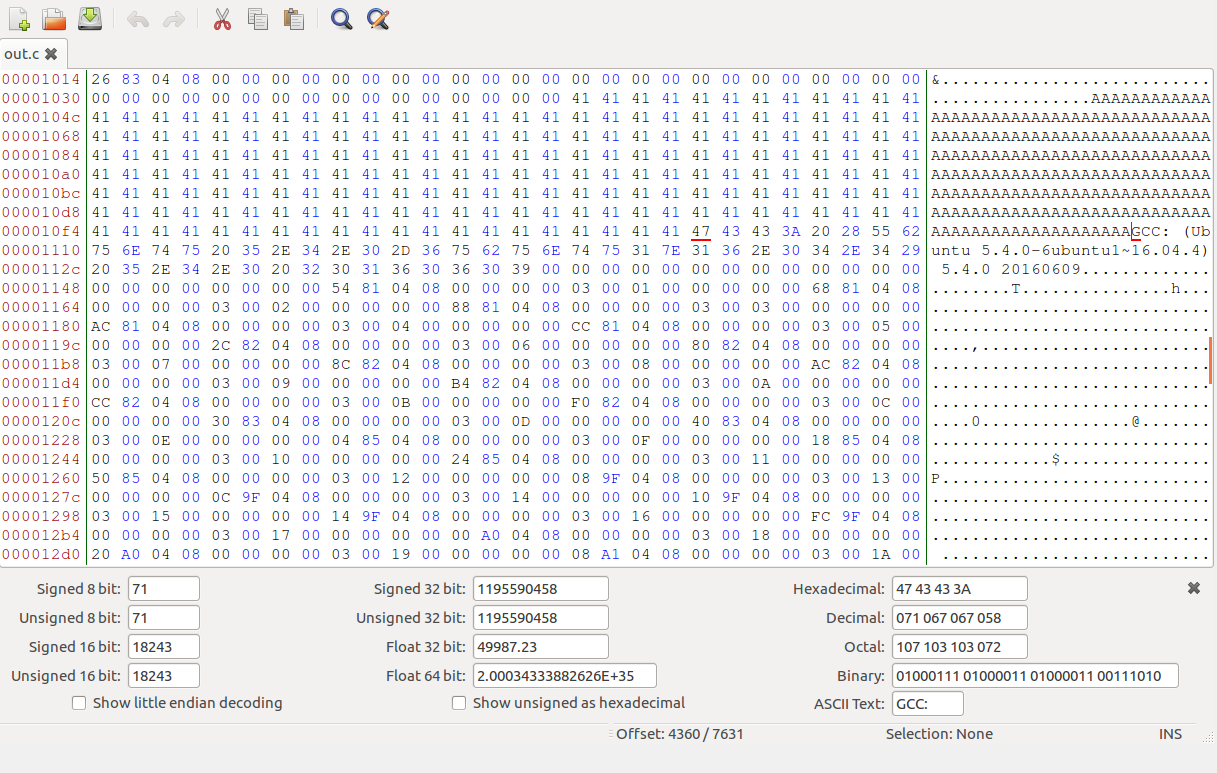 out.c
00001014 26 83 04 08 00 00 00 00 00 00 00 00 00 00 00 00 00 00 00 00 00 00 00 00 00 00 00 00 &...........................
00001030 00 00 00 00 00 00 00 00 00 00 00 00 00 00 00 00 41 41 41 41 41 41 41 41 41 41 41 41 ................AAAAAAAAAAAA
0000104c 41 41 41 41 41 41 41 41 41 41 41 41 41 41 41 41 41 41 41 41 41 41 41 41 41 41 41 41 AAAAAAAAAAAAAAAAAAAAAAAAAAAA
00001068 41 41 41 41 41 41 41 41 41 41 41 41 41 41 41 41 41 41 41 41 41 41 41 41 41 41 41 41 AAAAAAAAAAAAAAAAAAAAAAAAAAAA
00001084 41 41 41 41 41 41 41 41 41 41 41 41 41 41 41 41 41 41 41 41 41 41 41 41 41 41 41 41 AAAAAAAAAAAAAAAAAAAAAAAAAAAA
000010a0 41 41 41 41 41 41 41 41 41 41 41 41 41 41 41 41 41 41 41 41 41 41 41 41 41 41 41 41 AAAAAAAAAAAAAAAAAAAAAAAAAAAA
000010bc 41 41 41 41 41 41 41 41 41 41 41 41 41 41 41 41 41 41 41 41 41 41 41 41 41 41 41 41 AAAAAAAAAAAAAAAAAAAAAAAAAAAA
000010d8 41 41 41 41 41 41 41 41 41 41 41 41 41 41 41 41 41 41 41 41 41 41 41 41 41 41 41 41 AAAAAAAAAAAAAAAAAAAAAAAAAAAA
000010f4 41 41 41 41 41 41 41 41 41 41 41 41 41 41 41 41 41 41 41 41 47 43 43 3A 20 28 55 62 AAAAAAAAAAAAAAAAAAAAGCC: (Ub
00001110 75 6E 74 75 20 35 2E 34 2E 30 2D 36 75 62 75 6E 74 75 31 7E 31 36 2E 30 34 2E 34 29 untu 5.4.0-6ubuntu1~16.04.4)
0000112c 20 35 2E 34 2E 30 20 32 30 31 36 30 36 30 39 00 00 00 00 00 00 00 00 00 00 00 00 00  5.4.0 20160609.............
00001148 00 00 00 00 00 00 00 00 54 81 04 08 00 00 00 00 03 00 01 00 00 00 00 00 68 81 04 08 ........T...............h...
00001164 00 00 00 00 03 00 02 00 00 00 00 00 88 81 04 08 00 00 00 00 03 00 03 00 00 00 00 00 ............................
00001180 AC 81 04 08 00 00 00 00 03 00 04 00 00 00 00 00 CC 81 04 08 00 00 00 00 03 00 05 00 ............................
0000119c 00 00 00 00 2C 82 04 08 00 00 00 00 03 00 06 00 00 00 00 00 80 82 04 08 00 00 00 00 ....,.......................
000011b8 03 00 07 00 00 00 00 00 8C 82 04 08 00 00 00 00 03 00 08 00 00 00 00 00 AC 82 04 08 ............................
000011d4 00 00 00 00 03 00 09 00 00 00 00 00 B4 82 04 08 00 00 00 00 03 00 0A 00 00 00 00 00 ............................
000011f0 CC 82 04 08 00 00 00 00 03 00 0B 00 00 00 00 00 F0 82 04 08 00 00 00 00 03 00 0C 00 ............................
0000120c 00 00 00 00 30 83 04 08 00 00 00 00 03 00 0D 00 00 00 00 00 40 83 04 08 00 00 00 00 ....0...............@.......
00001228 03 00 0E 00 00 00 00 00 04 85 04 08 00 00 00 00 03 00 0F 00 00 00 00 00 18 85 04 08 ............................
00001244 00 00 00 00 03 00 10 00 00 00 00 00 24 85 04 08 00 00 00 00 03 00 11 00 00 00 00 00 ............$...............
00001260 50 85 04 08 00 00 00 00 03 00 12 00 00 00 00 00 08 9F 04 08 00 00 00 00 03 00 13 00 P...........................
0000127c 00 00 00 00 0C 9F 04 08 00 00 00 00 03 00 14 00 00 00 00 00 10 9F 04 08 00 00 00 00 ............................
00001298 03 00 15 00 00 00 00 00 14 9F 04 08 00 00 00 00 03 00 16 00 00 00 00 00 FC 9F 04 08 ............................
000012b4 00 00 00 00 03 00 17 00 00 00 00 00 00 A0 04 08 00 00 00 00 03 00 18 00 00 00 00 00 ............................
000012d0 20 A0 04 08 00 00 00 00 03 00 19 00 00 00 00 00 08 A1 04 08 00 00 00 00 03 00 1A 00  ...........................
Signed 8 bit: 71 Signed 32 bit: 1195590458 Hexadecimal: 47 43 43 3A
Unsigned 8 bit: 71 Unsigned 32 bit: 1195590458 Decimal: 071 067 067 058
Signed 16 bit: 18243 Float 32 bit: 49987.23 Octal: 107 103 103 072
Unsigned 16 bit: 18243 Float 64 bit: 2.00034333882626E+35 Binary: 01000111 01000011 01000011 00111010
Show little endian decoding Show unsigned as hexadecimal ASCII Text: GCC:
Offset: 4360 / 7631 Selection: None INS